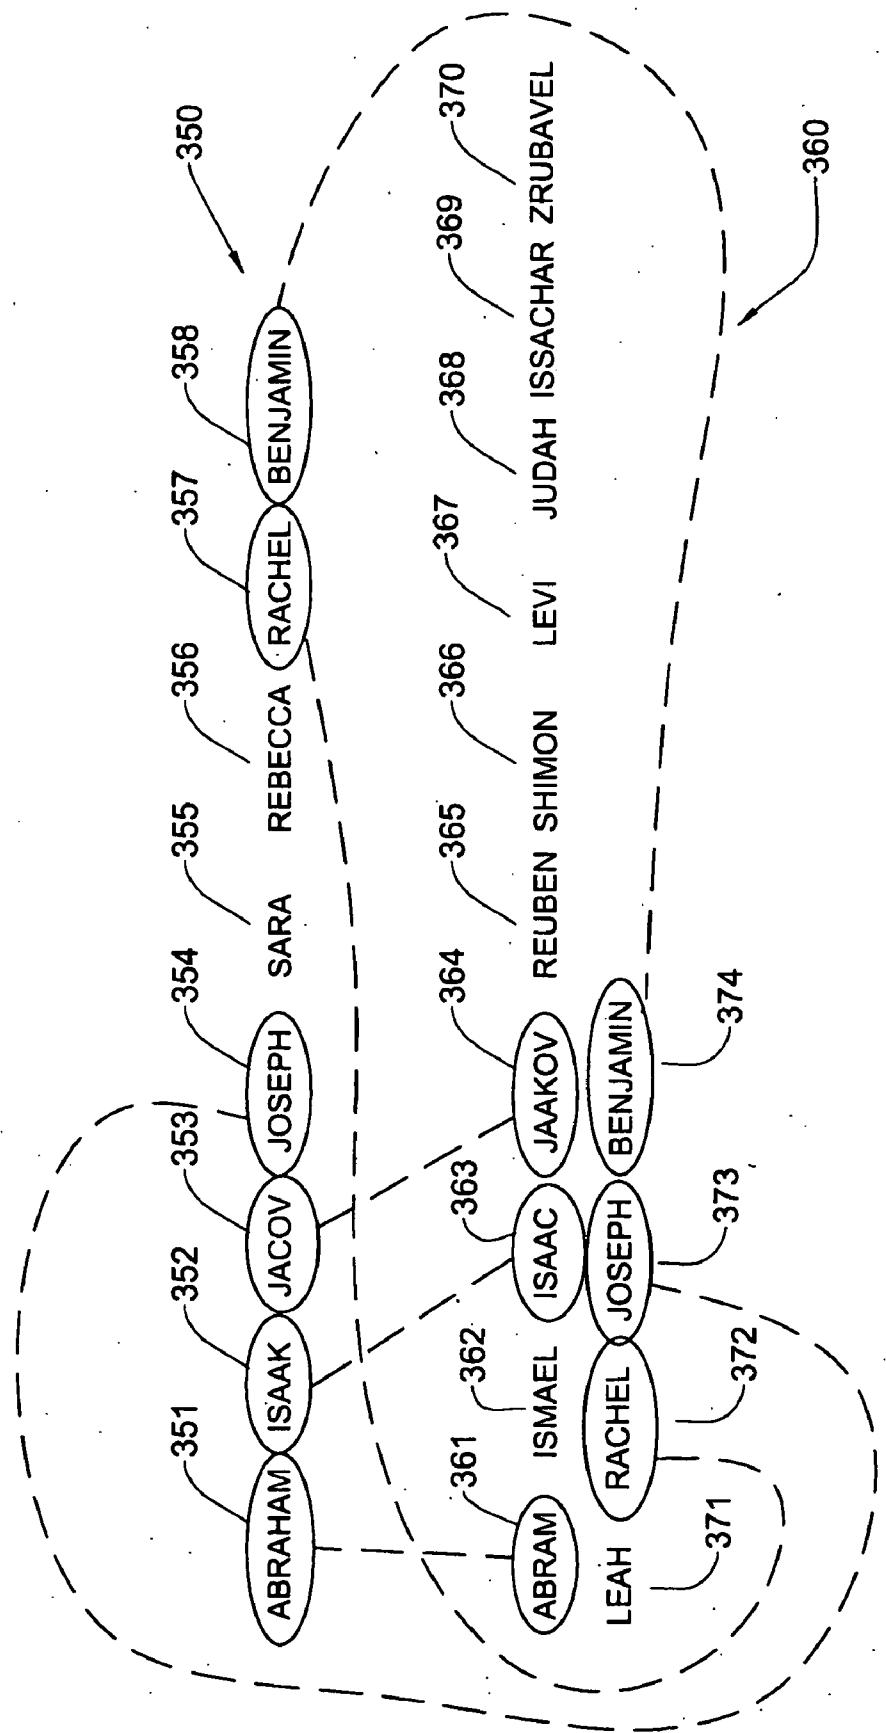 350
351 352 353 354 355 356 357 358
ABRAHAM ISAAK JACOV JOSEPH SARA REBECCA RACHEL BENJAMIN
361 362 363 364 365 366 367 368 369 370
ABRAM ISMAEL ISAAC JAAKOV REUBEN SHIMON LEVI JUDAH ISSACHAR ZRUBAVEL
LEAH RACHEL JOSEPH BENJAMIN
371 372 373 374
360